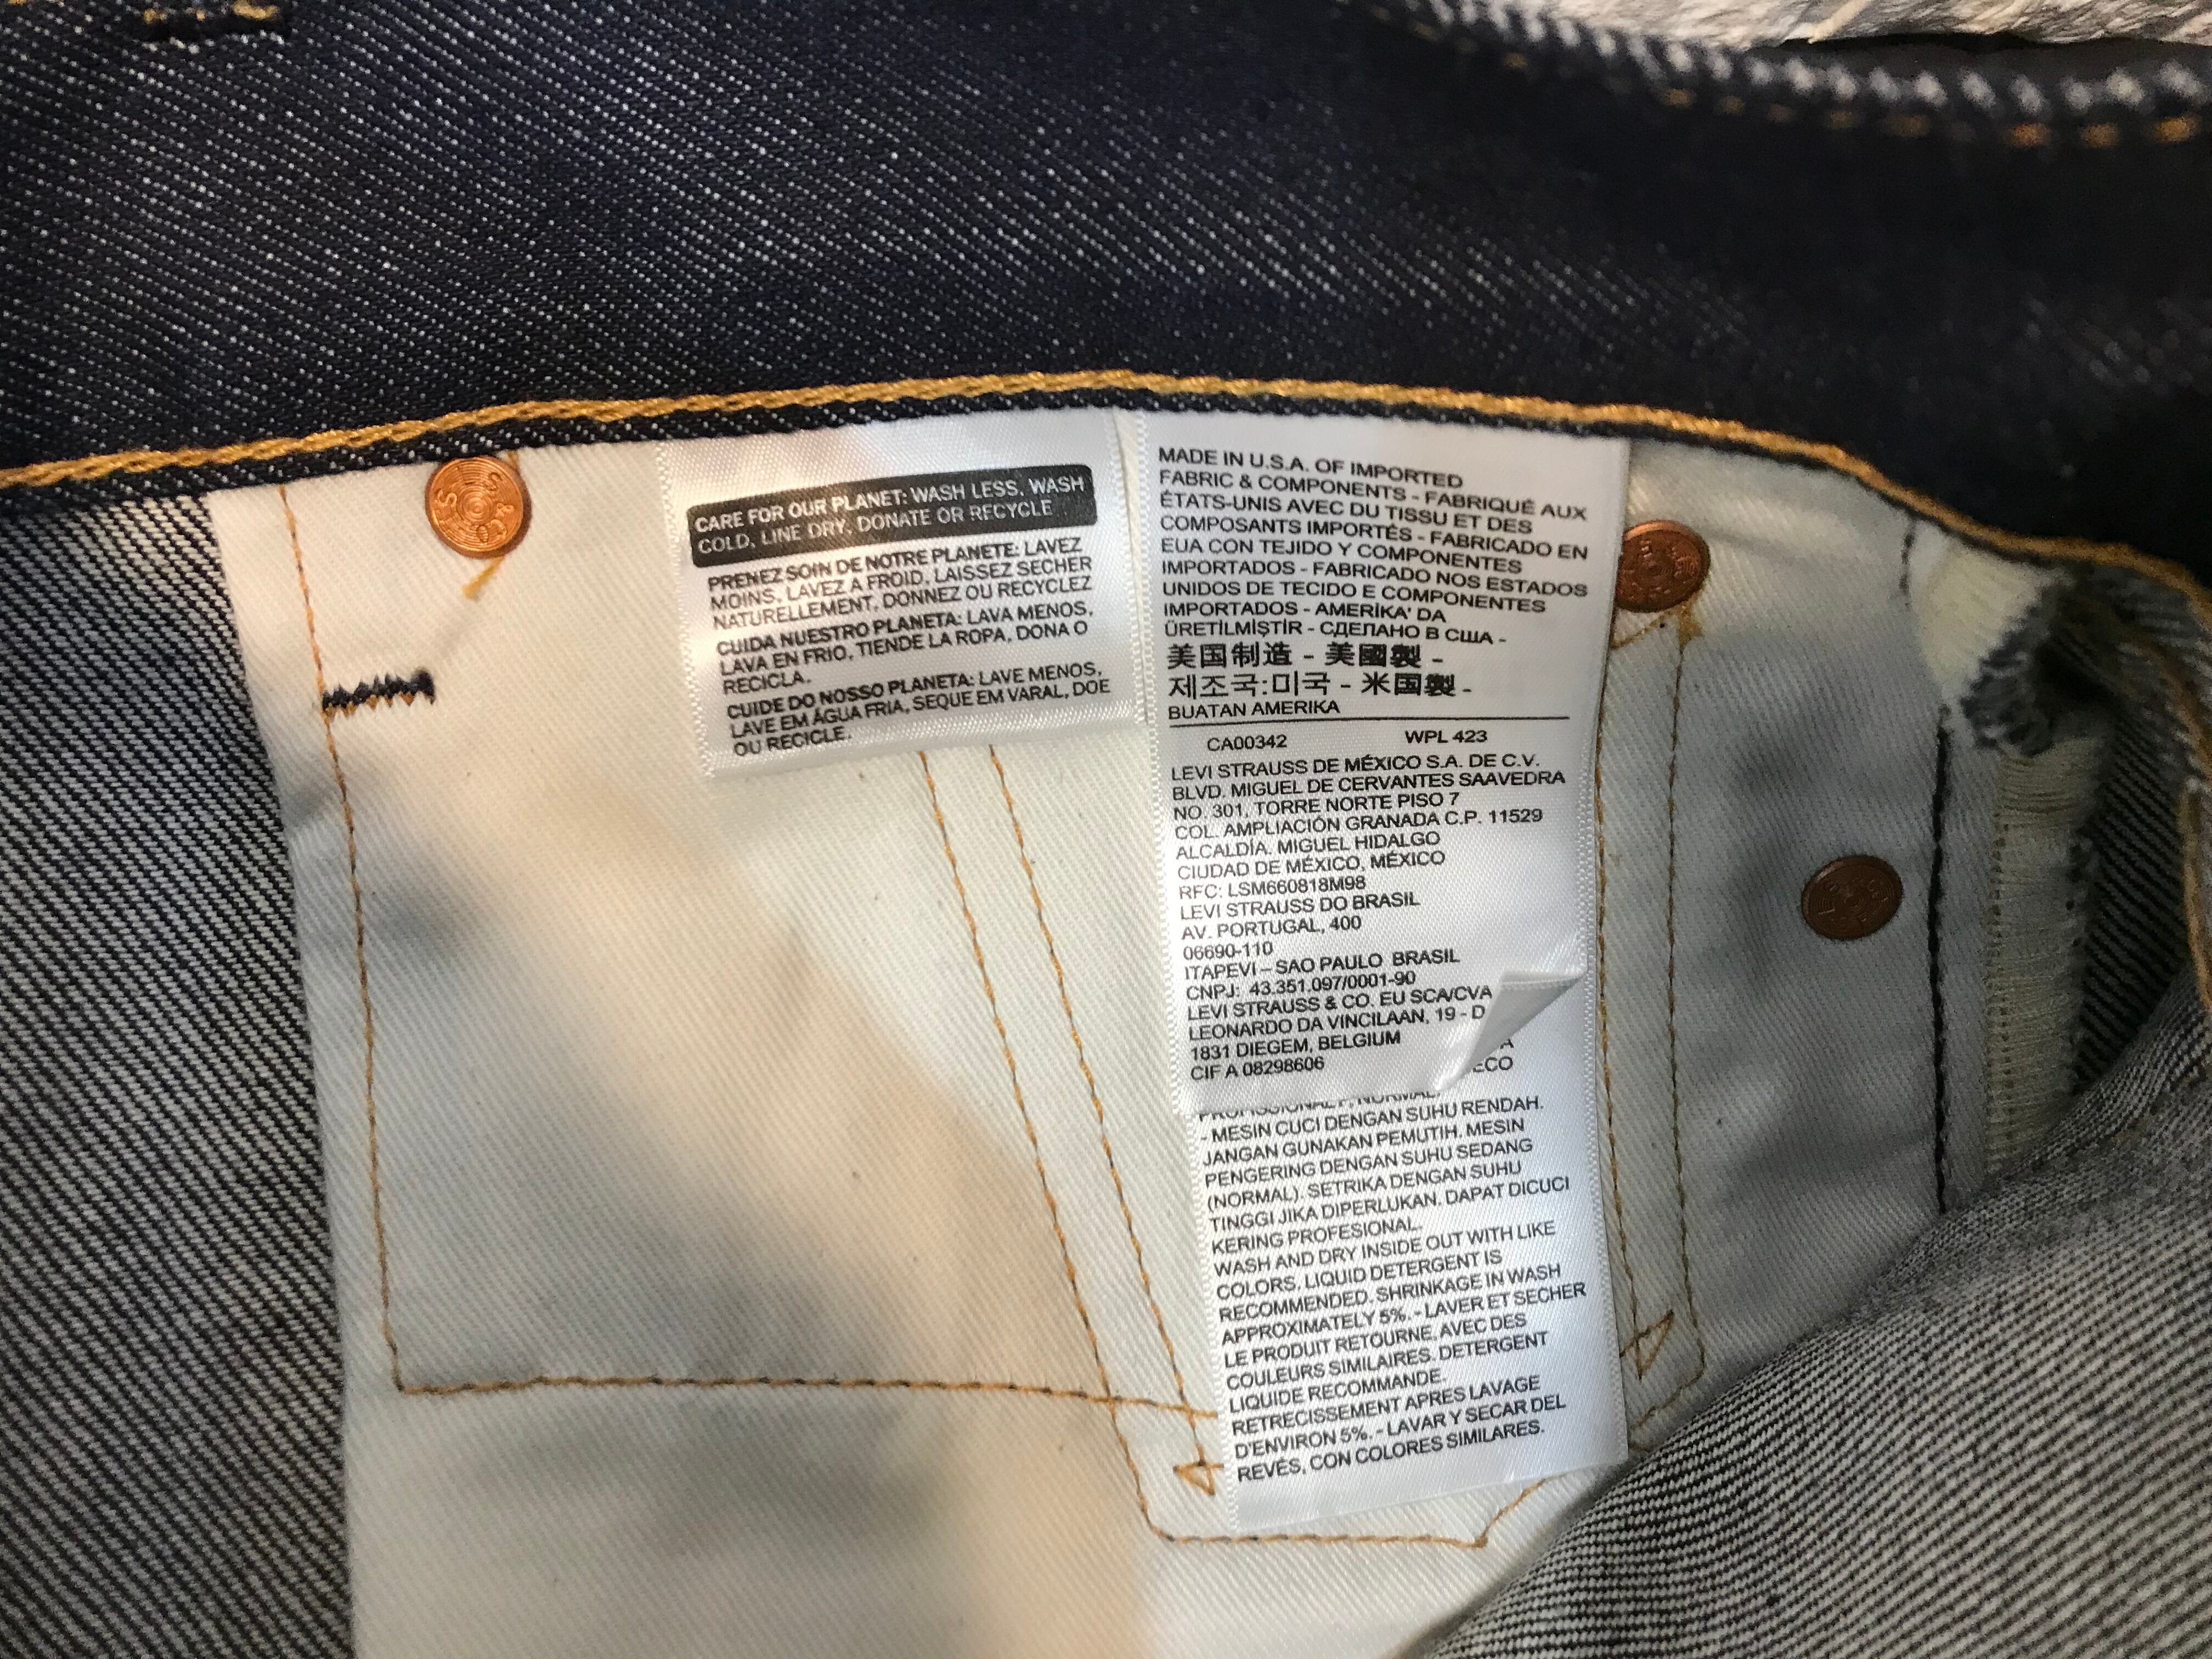 CARE FOR OUR PLANET: WASH LESS, WASH
COLD, LINE DRY, DONATE OR RECYCLE
PRENEZ SOIN DE NOTRE PLANETE: LAVEZ
MOINS, LAVEZ A FROID, LAISSEZ SECHER
NATURELLEMENT, DONNEZ OU RECYCLEZ
CUIDA NUESTRO PLANETA: LAVA MENOS,
LAVA EN FRIO, TIENDE LA ROPA, DONA O
RECICLA.
CUIDE DO NOSSO PLANETA: LAVE MENOS,
LAVE EM ÁGUA FRIA, SEQUE EM VARAL, DOE
OU RECICLE.
MADE IN U.S.A. OF IMPORTED
FABRIC & COMPONENTS - FABRIQUÉ AUX
ÉTATS-UNIS AVEC DU TISSU ET DES
COMPOSANTS IMPORTÉS - FABRICADO EN
EUA CON TEJIDO Y COMPONENTES
IMPORTADOS - FABRICADO NOS ESTADOS
UNIDOS DE TECIDO E COMPONENTES
IMPORTADOS - AMERİKA' DA
ÜRETİLMİŞTİR - СДЕЛАНО В США -
美国制造 - 美國製 -
제조국:미국 - 米国製 -
BUATAN AMERIKA
CA00342 WPL 423
LEVI STRAUSS DE MÉXICO S.A. DE C.V.
BLVD. MIGUEL DE CERVANTES SAAVEDRA
NO. 301, TORRE NORTE PISO 7
COL. AMPLIACIÓN GRANADA C.P. 11529
ALCALDÍA. MIGUEL HIDALGO
CIUDAD DE MÉXICO, MÉXICO
RFC: LSM660818M98
LEVI STRAUSS DO BRASIL
AV. PORTUGAL, 400
06690-110
ITAPEVI – SAO PAULO BRASIL
CNPJ: 43.351.097/0001-90
LEVI STRAUSS & CO. EU SCA/CVA
LEONARDO DA VINCILAAN, 19 - D
1831 DIEGEM, BELGIUM
CIF A 08298606
- MESIN CUCI DENGAN SUHU RENDAH.
JANGAN GUNAKAN PEMUTIH. MESIN
PENGERING DENGAN SUHU SEDANG
(NORMAL). SETRIKA DENGAN SUHU
TINGGI JIKA DIPERLUKAN. DAPAT DICUCI
KERING PROFESIONAL.
WASH AND DRY INSIDE OUT WITH LIKE
COLORS. LIQUID DETERGENT IS
RECOMMENDED. SHRINKAGE IN WASH
APPROXIMATELY 5%. - LAVER ET SECHER
LE PRODUIT RETOURNE, AVEC DES
COULEURS SIMILAIRES. DETERGENT
LIQUIDE RECOMMANDE.
RETRECISSEMENT APRES LAVAGE
D'ENVIRON 5%. - LAVAR Y SECAR DEL
REVÉS, CON COLORES SIMILARES.